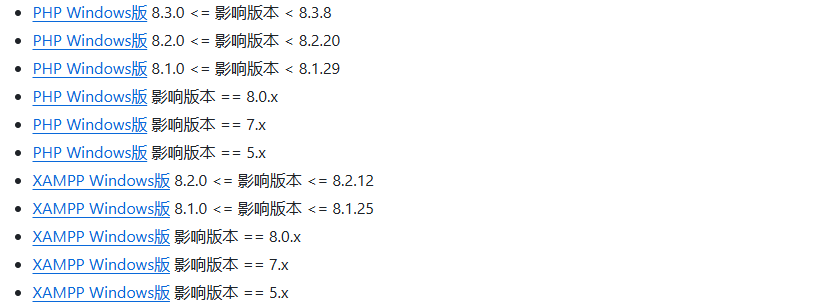 PHP Windows版 8.3.0 <= 影响版本 < 8.3.8
PHP Windows版 8.2.0 <= 影响版本 < 8.2.20
PHP Windows版 8.1.0 <= 影响版本 < 8.1.29
PHP Windows版 影响版本 == 8.0.x
PHP Windows版 影响版本 == 7.x
PHP Windows版 影响版本 == 5.x
XAMPP Windows版 8.2.0 <= 影响版本 <= 8.2.12
XAMPP Windows版 8.1.0 <= 影响版本 <= 8.1.25
XAMPP Windows版 影响版本 == 8.0.x
XAMPP Windows版 影响版本 == 7.x
XAMPP Windows版 影响版本 == 5.x